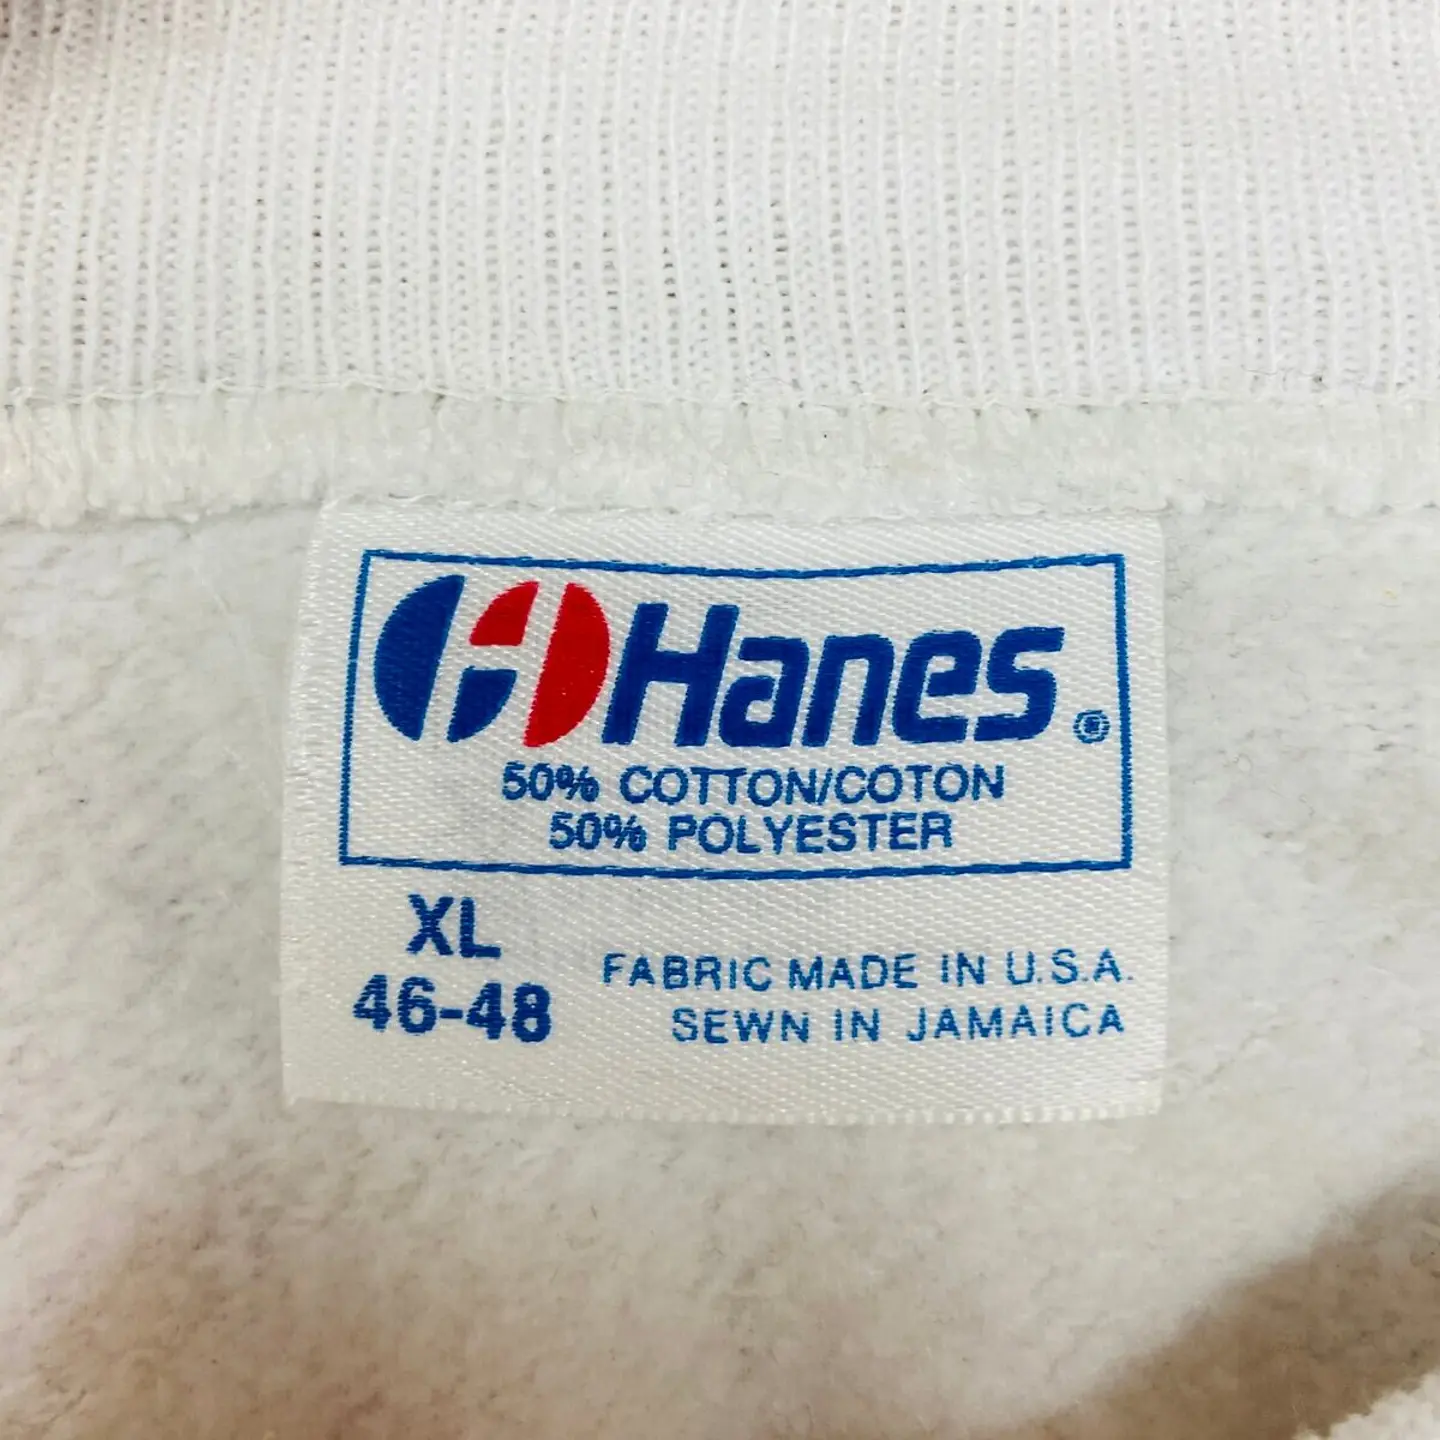 Hanes®
50% COTTON/COTON
50% POLYESTER
XL
46-48
FABRIC MADE IN U.S.A.
SEWN IN JAMAICA